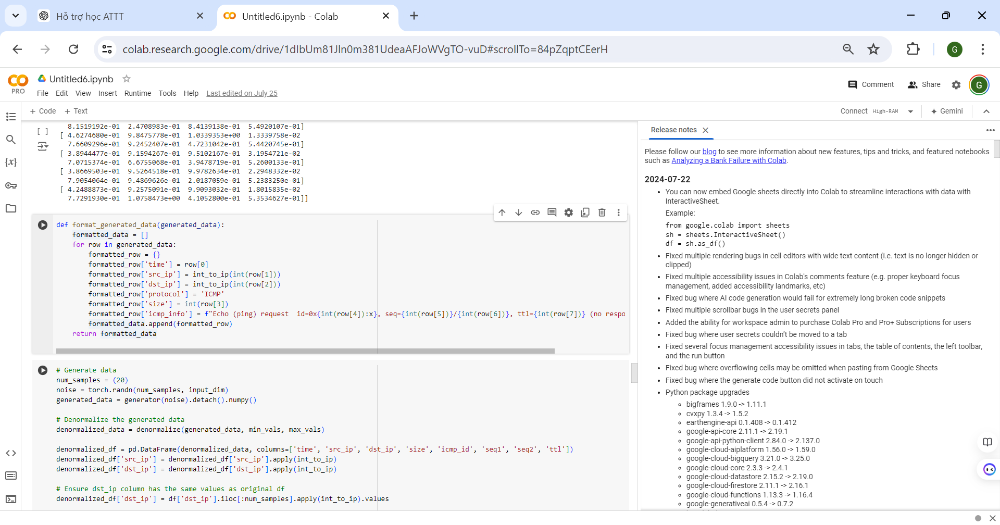 Hỗ trợ học ATTT
Untitled6.ipynb - Colab
colab.research.google.com/drive/1dIbUm81Jln0m381UdeaAFJoWVgTO-vuD#scrollTo=84pZqptCEerH
G
PRO
Untitled6.ipynb
File Edit View Insert Runtime Tools Help Last edited on July 25
Comment Share G
+ Code + Text
Connect High-RAM Gemini
[ ]
8.1519192e-01 2.4708983e-01 8.4139138e-01 5.4920107e-01]
[ 4.6274680e-01 9.8475778e-01 1.0339353e+00 1.3339758e-02
7.6609296e-01 9.2452407e-01 4.7231042e-01 5.4420745e-01]
[ 3.8944477e-01 9.1594267e-01 9.5102167e-01 3.1954721e-02
7.0715374e-01 6.6755068e-01 3.9478719e-01 5.2600133e-01]
[ 3.8669503e-01 9.5264518e-01 9.9782634e-01 2.2948332e-02
7.9054064e-01 9.4869626e-01 2.0187059e-01 5.2383250e-01]
[ 4.2488873e-01 9.2575091e-01 9.9093032e-01 1.8015835e-02
7.7291930e-01 1.0758473e+00 4.1052800e-01 5.3534627e-01]]
def format_generated_data(generated_data):
    formatted_data = []
    for row in generated_data:
        formatted_row = {}
        formatted_row['time'] = row[0]
        formatted_row['src_ip'] = int_to_ip(int(row[1]))
        formatted_row['dst_ip'] = int_to_ip(int(row[2]))
        formatted_row['protocol'] = 'ICMP'
        formatted_row['size'] = int(row[3])
        formatted_row['icmp_info'] = f"Echo (ping) request  id=0x{int(row[4]):x}, seq={int(row[5])}/{int(row[6])}, ttl={int(row[7])} (no respo
        formatted_data.append(formatted_row)
    return formatted_data
# Generate data
num_samples = (20)
noise = torch.randn(num_samples, input_dim)
generated_data = generator(noise).detach().numpy()
# Denormalize the generated data
denormalized_data = denormalize(generated_data, min_vals, max_vals)
denormalized_df = pd.DataFrame(denormalized_data, columns=['time', 'src_ip', 'dst_ip', 'size', 'icmp_id', 'seq1', 'seq2', 'ttl'])
denormalized_df['src_ip'] = denormalized_df['src_ip'].apply(int_to_ip)
denormalized_df['dst_ip'] = denormalized_df['dst_ip'].apply(int_to_ip)
# Ensure dst_ip column has the same values as original df
denormalized_df['dst_ip'] = df['dst_ip'].iloc[:num_samples].apply(int_to_ip).values
Release notes
Please follow our blog to see more information about new features, tips and tricks, and featured notebooks
such as Analyzing a Bank Failure with Colab.
2024-07-22
• You can now embed Google sheets directly into Colab to streamline interactions with data with
InteractiveSheet.
Example:
from google.colab import sheets
sh = sheets.InteractiveSheet()
df = sh.as_df()
• Fixed multiple rendering bugs in cell editors with wide text content (i.e. text is no longer hidden or
clipped)
• Fixed multiple accessibility issues in Colab's comments feature (e.g. proper keyboard focus
management, added accessibility landmarks, etc)
• Fixed bug where AI code generation would fail for extremely long broken code snippets
• Fixed multiple scrollbar bugs in the user secrets panel
• Added the ability for workspace admin to purchase Colab Pro and Pro+ Subscriptions for users
• Fixed bug where user secrets couldn’t be moved to a tab
• Fixed several focus management accessibility issues in tabs, the table of contents, the left toolbar,
and the run button
• Fixed bug where overflowing cells may be omitted when pasting from Google Sheets
• Fixed bug where the generate code button did not activate on touch
• Python package upgrades
bigframes 1.9.0 -> 1.11.1
cvxpy 1.3.4 -> 1.5.2
earthengine-api 0.1.408 -> 0.1.412
google-api-core 2.11.1 -> 2.19.1
google-api-python-client 2.84.0 -> 2.137.0
google-cloud-aiplatform 1.56.0 -> 1.59.0
google-cloud-bigquery 3.21.0 -> 3.25.0
google-cloud-core 2.3.3 -> 2.4.1
google-cloud-datastore 2.15.2 -> 2.19.0
google-cloud-firestore 2.11.1 -> 2.16.1
google-cloud-functions 1.13.3 -> 1.16.4
google-generativeai 0.5.4 -> 0.7.2